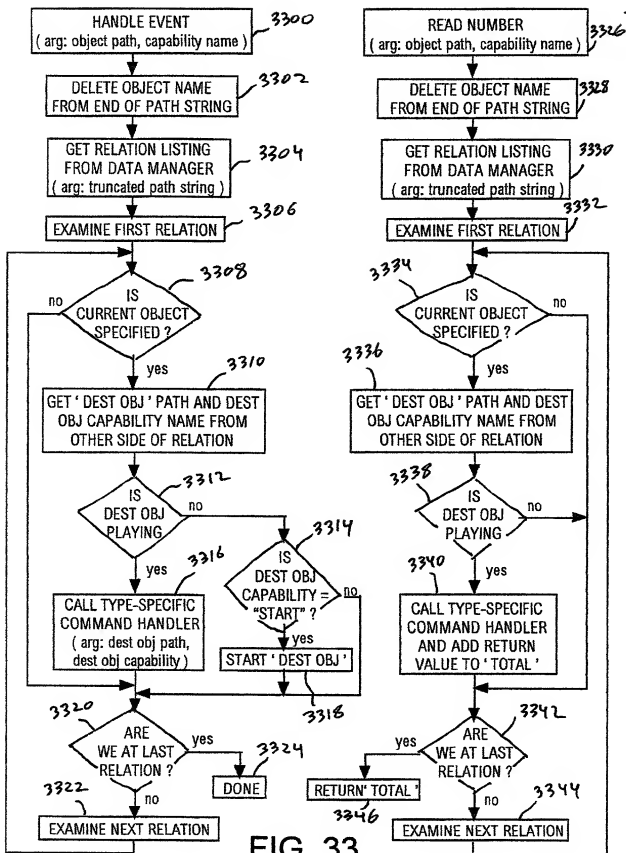 HANDLE EVENT
( arg: object path, capability name )
3300
DELETE OBJECT NAME
FROM END OF PATH STRING
3302
GET RELATION LISTING
FROM DATA MANAGER
( arg: truncated path string )
3304
EXAMINE FIRST RELATION
3306
IS
CURRENT OBJECT
SPECIFIED ?
3308
no
yes
GET ' DEST OBJ ' PATH AND DEST
OBJ CAPABILITY NAME FROM
OTHER SIDE OF RELATION
3310
IS
DEST OBJ
PLAYING
3312
no
yes
IS
DEST OBJ
CAPABILITY =
"START" ?
3314
no
yes
CALL TYPE-SPECIFIC
COMMAND HANDLER
( arg: dest obj path,
dest obj capability )
3316
START ' DEST OBJ '
3318
ARE
WE AT LAST
RELATION ?
3320
yes
no
DONE
3324
EXAMINE NEXT RELATION
3322
READ NUMBER
( arg: object path, capability name )
3326
DELETE OBJECT NAME
FROM END OF PATH STRING
3328
GET RELATION LISTING
FROM DATA MANAGER
( arg: truncated path string )
3330
EXAMINE FIRST RELATION
3332
IS
CURRENT OBJECT
SPECIFIED ?
3334
no
yes
GET ' DEST OBJ ' PATH AND DEST
OBJ CAPABILITY NAME FROM
OTHER SIDE OF RELATION
3336
IS
DEST OBJ
PLAYING
3338
no
yes
CALL TYPE-SPECIFIC
COMMAND HANDLER
AND ADD RETURN
VALUE TO ' TOTAL '
3340
ARE
WE AT LAST
RELATION ?
3342
yes
no
RETURN ' TOTAL '
3346
EXAMINE NEXT RELATION
3344
FIG. 33